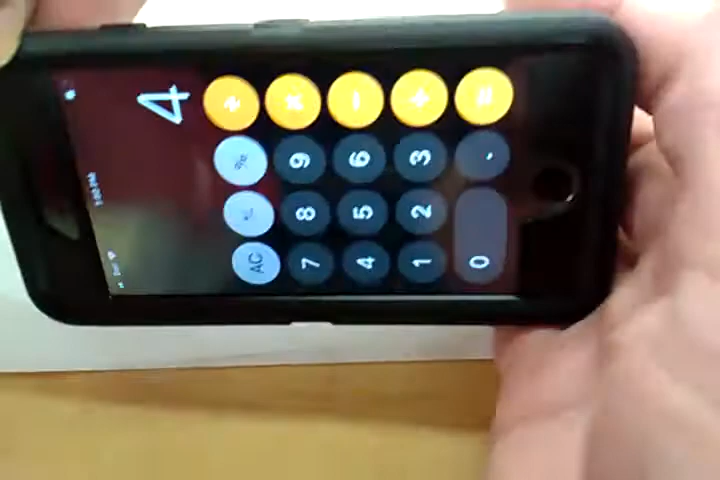 4
AC % ÷
7 8 9 ×
4 5 6 −
1 2 3 +
0 . =